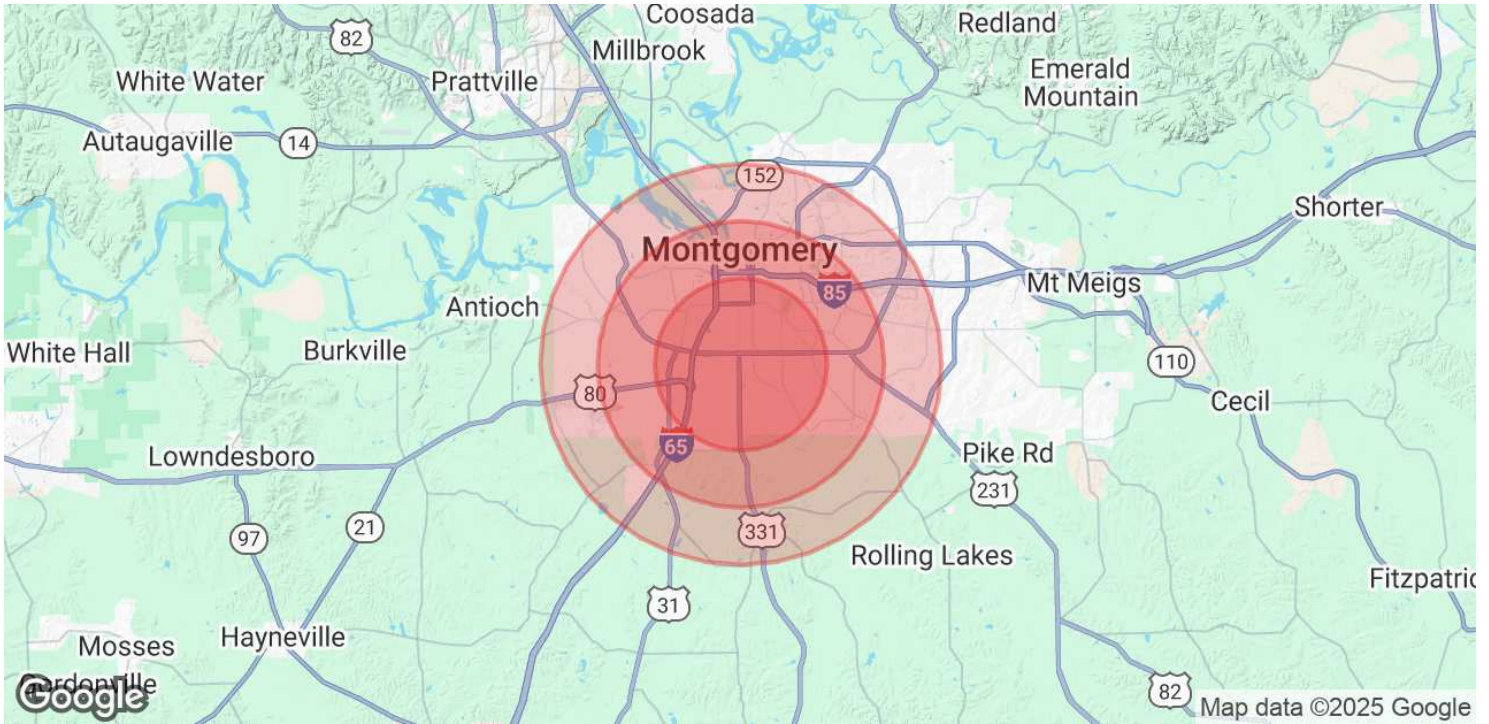 Coosada
Redland
82
Millbrook
Emerald
Mountain
White Water
Prattville
Autaugaville
14
152
Shorter
Montgomery
Mt Meigs
85
Antioch
White Hall
Burkville
110
80
Cecil
65
Lowndesboro
Pike Rd
231
97
21
331
Rolling Lakes
Fitzpatric
31
Hayneville
Mosses
Gordonville
Google
82
Map data ©2025 Google